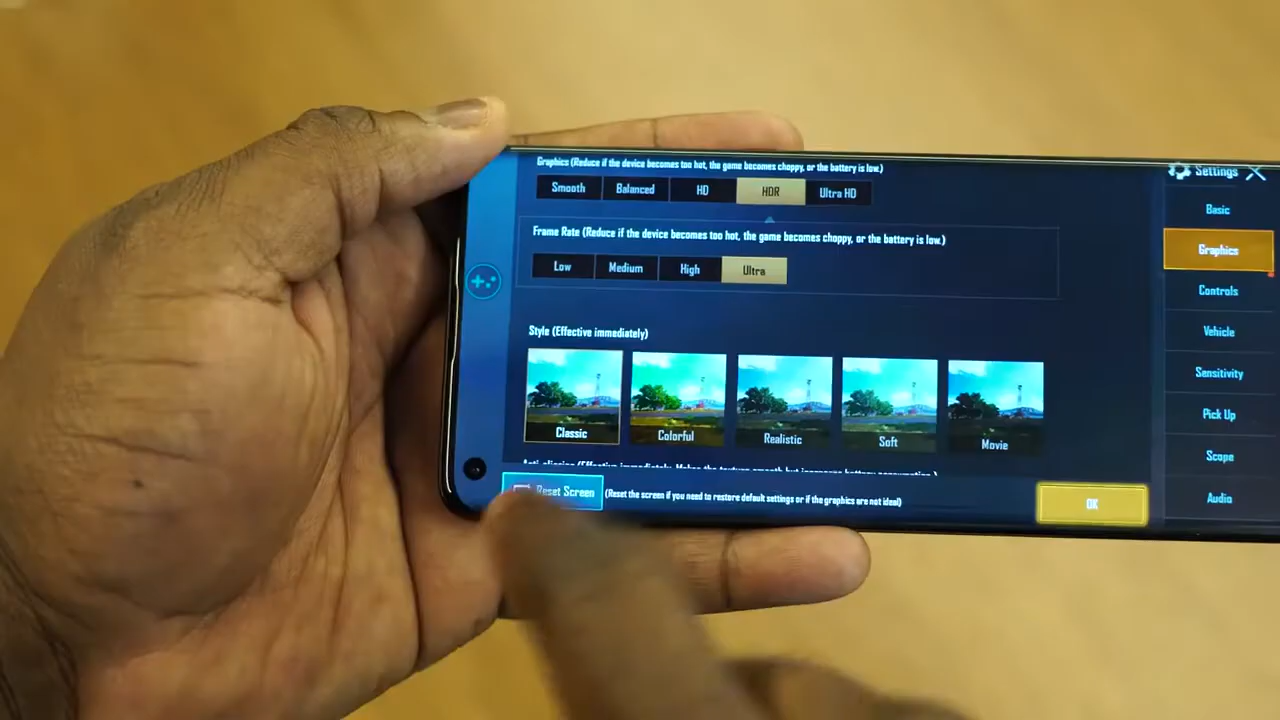 Graphics (Reduce if the device becomes too hot, the game becomes choppy, or the battery is low.)
Settings
Smooth Balanced HD HDR Ultra HD
Basic
Frame Rate (Reduce if the device becomes too hot, the game becomes choppy, or the battery is low.)
Graphics
Low Medium High Ultra
Controls
Style (Effective immediately)
Vehicle
Sensitivity
Classic Colorful Realistic Soft Movie
Pick Up
Scope
Reset Screen (Reset the screen if you need to restore default settings or if the graphics are not ideal)
OK
Audio